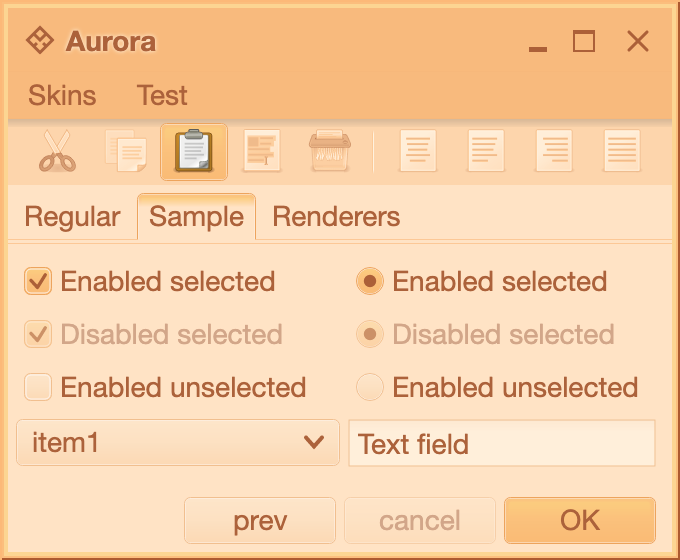 Aurora
Skins Test
Regular Sample Renderers
Enabled selected Enabled selected
Disabled selected Disabled selected
Enabled unselected Enabled unselected
item1 Text field
prev cancel OK